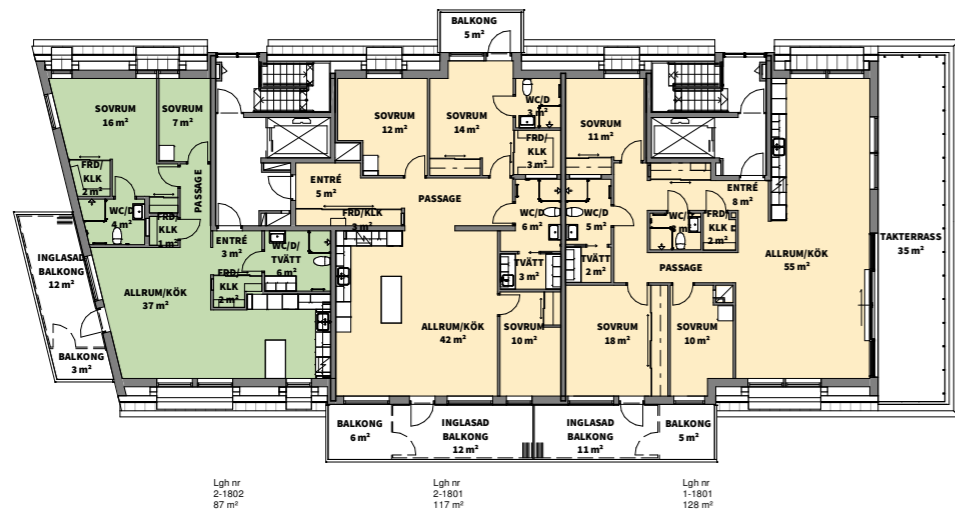 BALKONG
5 m²
SOVRUM
16 m²
SOVRUM
7 m²
FRD/
KLK
2 m²
WC/D
4 m²
FRD/
KLK
1 m²
PASSAGE
ENTRÉ
3 m²
WC/D/
TVÄTT
6 m²
FRD/
KLK
2 m²
ALLRUM/KÖK
37 m²
INGLASAD
BALKONG
12 m²
BALKONG
3 m²
SOVRUM
12 m²
SOVRUM
14 m²
WC/D
3 m²
FRD/
KLK
3 m²
ENTRÉ
5 m²
PASSAGE
FRD/KLK
3 m²
WC/D
6 m²
TVÄTT
3 m²
ALLRUM/KÖK
42 m²
SOVRUM
10 m²
BALKONG
6 m²
INGLASAD
BALKONG
12 m²
SOVRUM
11 m²
WC/D
5 m²
TVÄTT
2 m²
ENTRÉ
8 m²
FRD/
KLK
2 m²
PASSAGE
ALLRUM/KÖK
55 m²
SOVRUM
18 m²
SOVRUM
10 m²
INGLASAD
BALKONG
11 m²
BALKONG
5 m²
TAKTERRASS
35 m²
Lgh nr
2-1802
87 m²
Lgh nr
2-1801
117 m²
Lgh nr
1-1801
128 m²